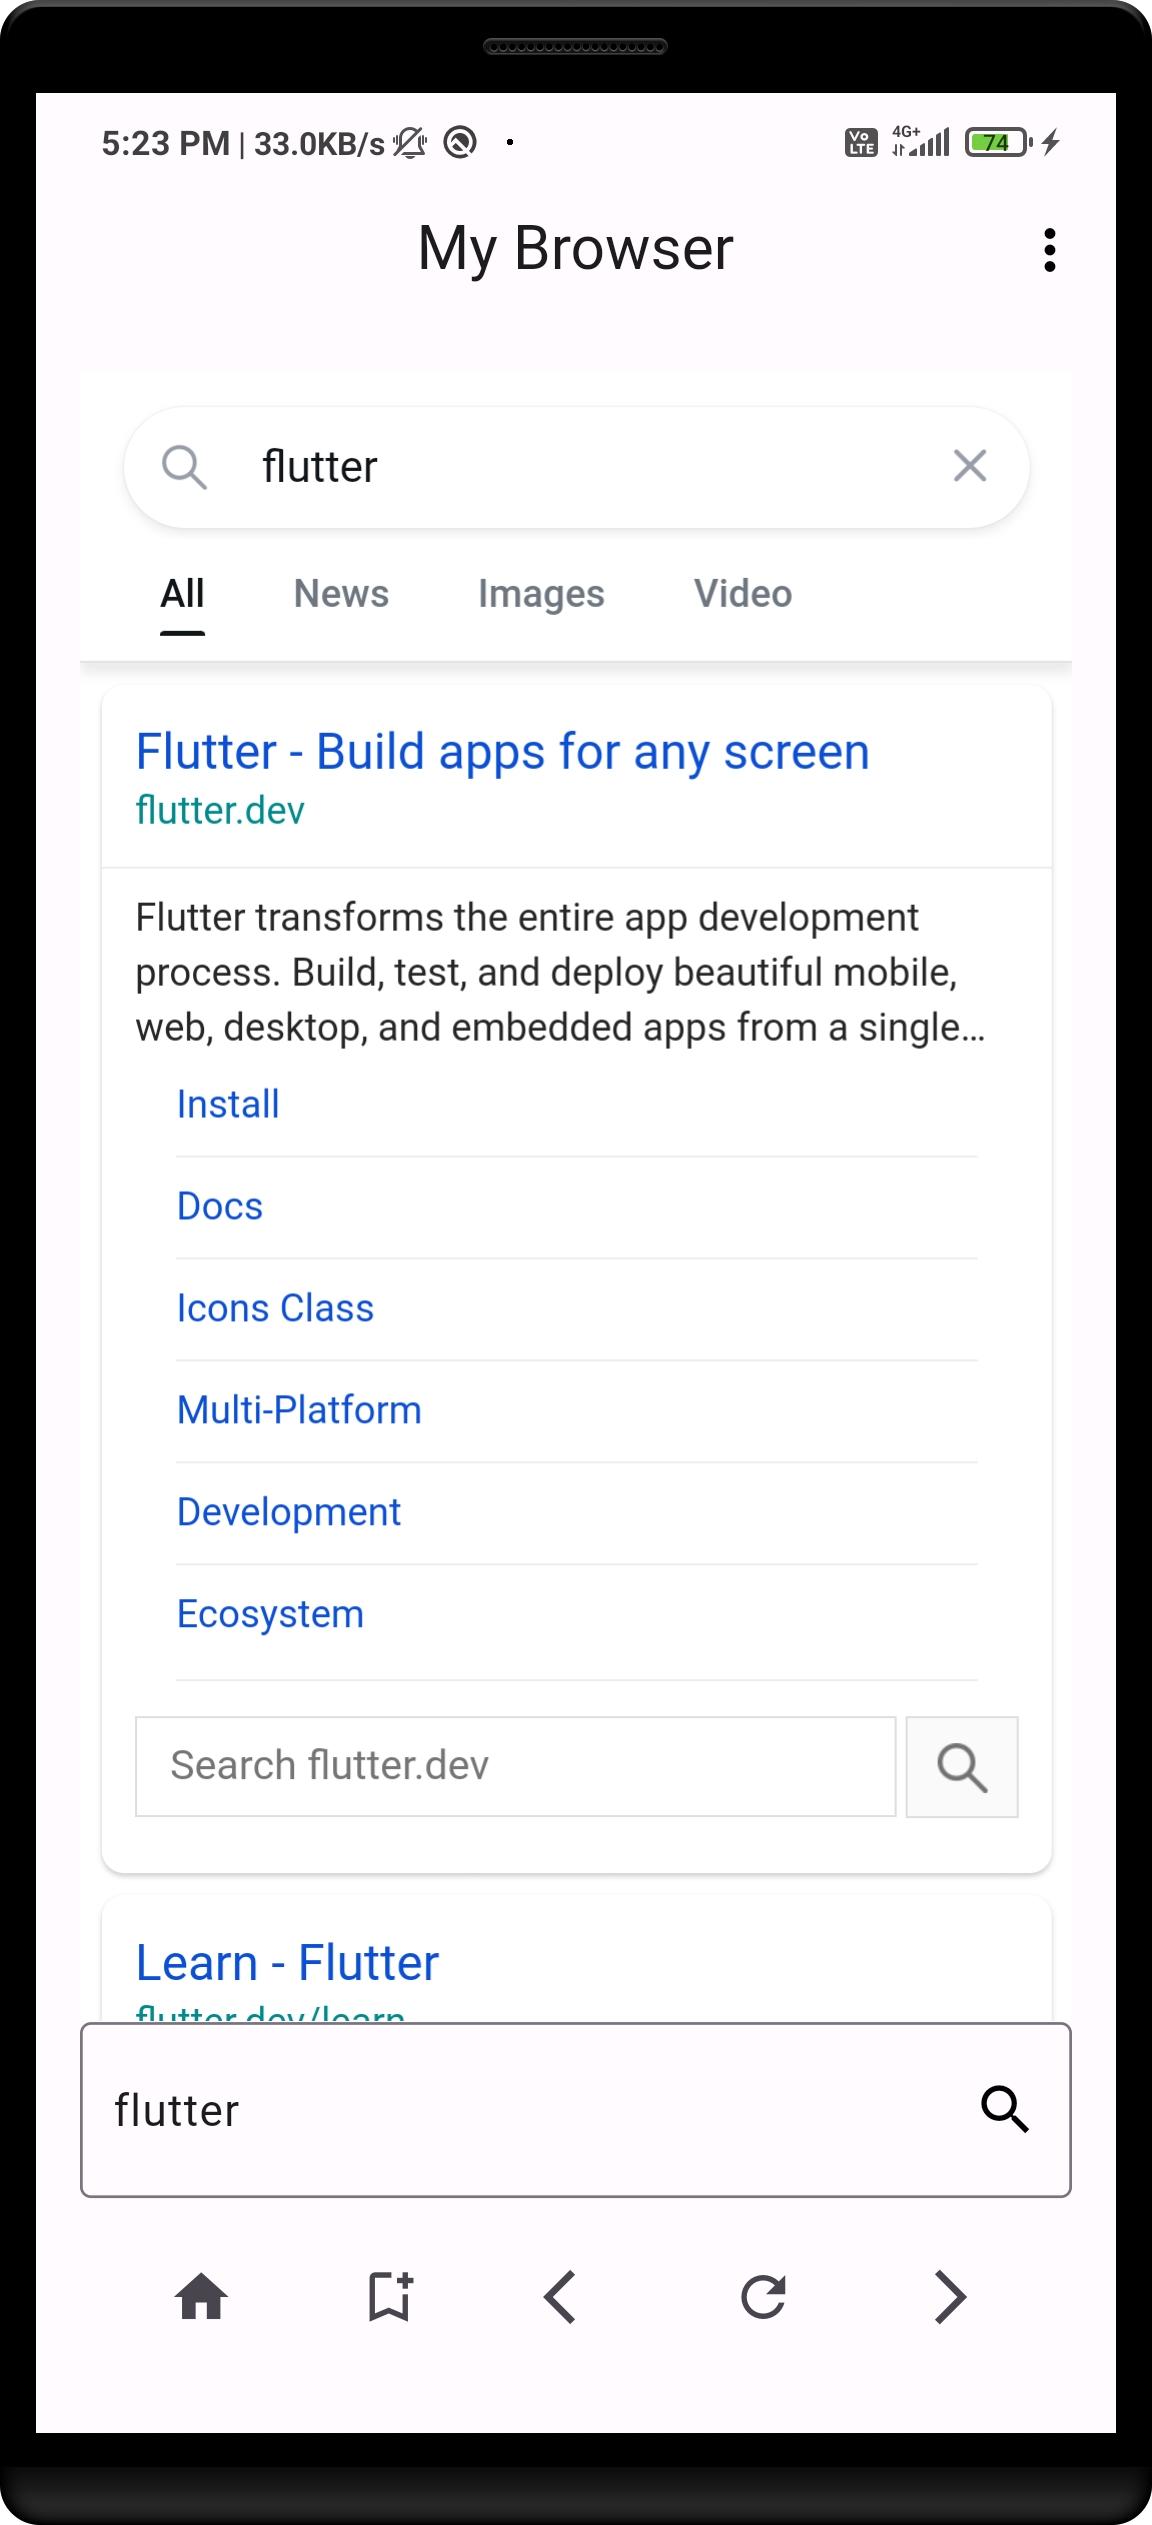 5:23 PM | 33.0KB/s
Vo LTE 4G+ 74
My Browser
flutter
All News Images Video
Flutter - Build apps for any screen
flutter.dev
Flutter transforms the entire app development
process. Build, test, and deploy beautiful mobile,
web, desktop, and embedded apps from a single...
Install
Docs
Icons Class
Multi-Platform
Development
Ecosystem
Search flutter.dev
Learn - Flutter
flutter.dev/learn
flutter